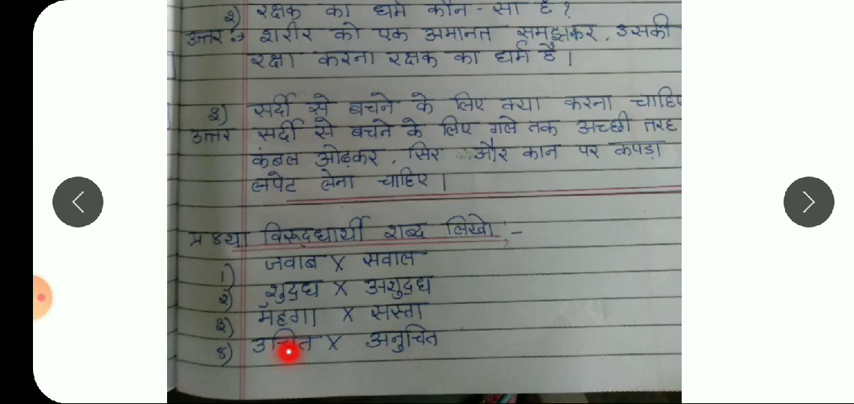 २) रक्षक का धर्म कौन-सा है ?
उत्तर → शरीर को एक अमानत समझकर, उसकी
रक्षा करना रक्षक का धर्म है।
३) सर्दी से बचने के लिए क्या करना चाहिए
उत्तर सर्दी से बचने के लिए गले तक अच्छी तरह
कंबल ओढ़कर, सिर और कान पर कपड़ा
लपेट लेना चाहिए।
प्र ४था विरूद्धार्थी शब्द लिखो :-
१) जवाब × सवाल
२) शुद्ध × अशुद्ध
३) महँगा × सस्ता
४) उचित × अनुचित